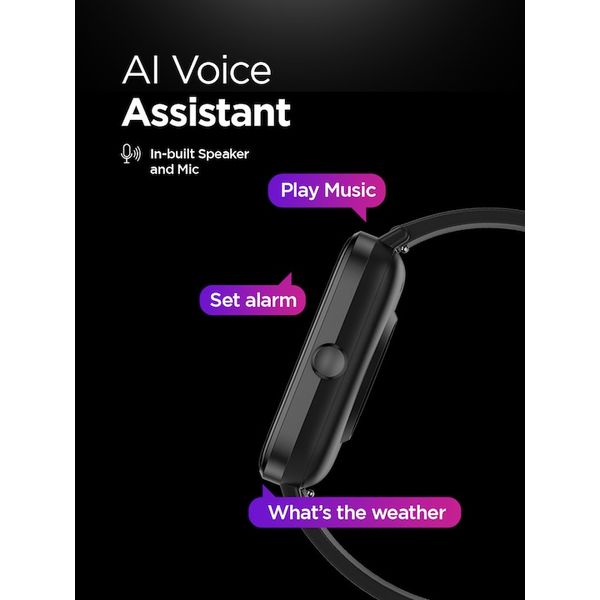 AI Voice
Assistant
In-built Speaker
and Mic
Play Music
Set alarm
What's the weather